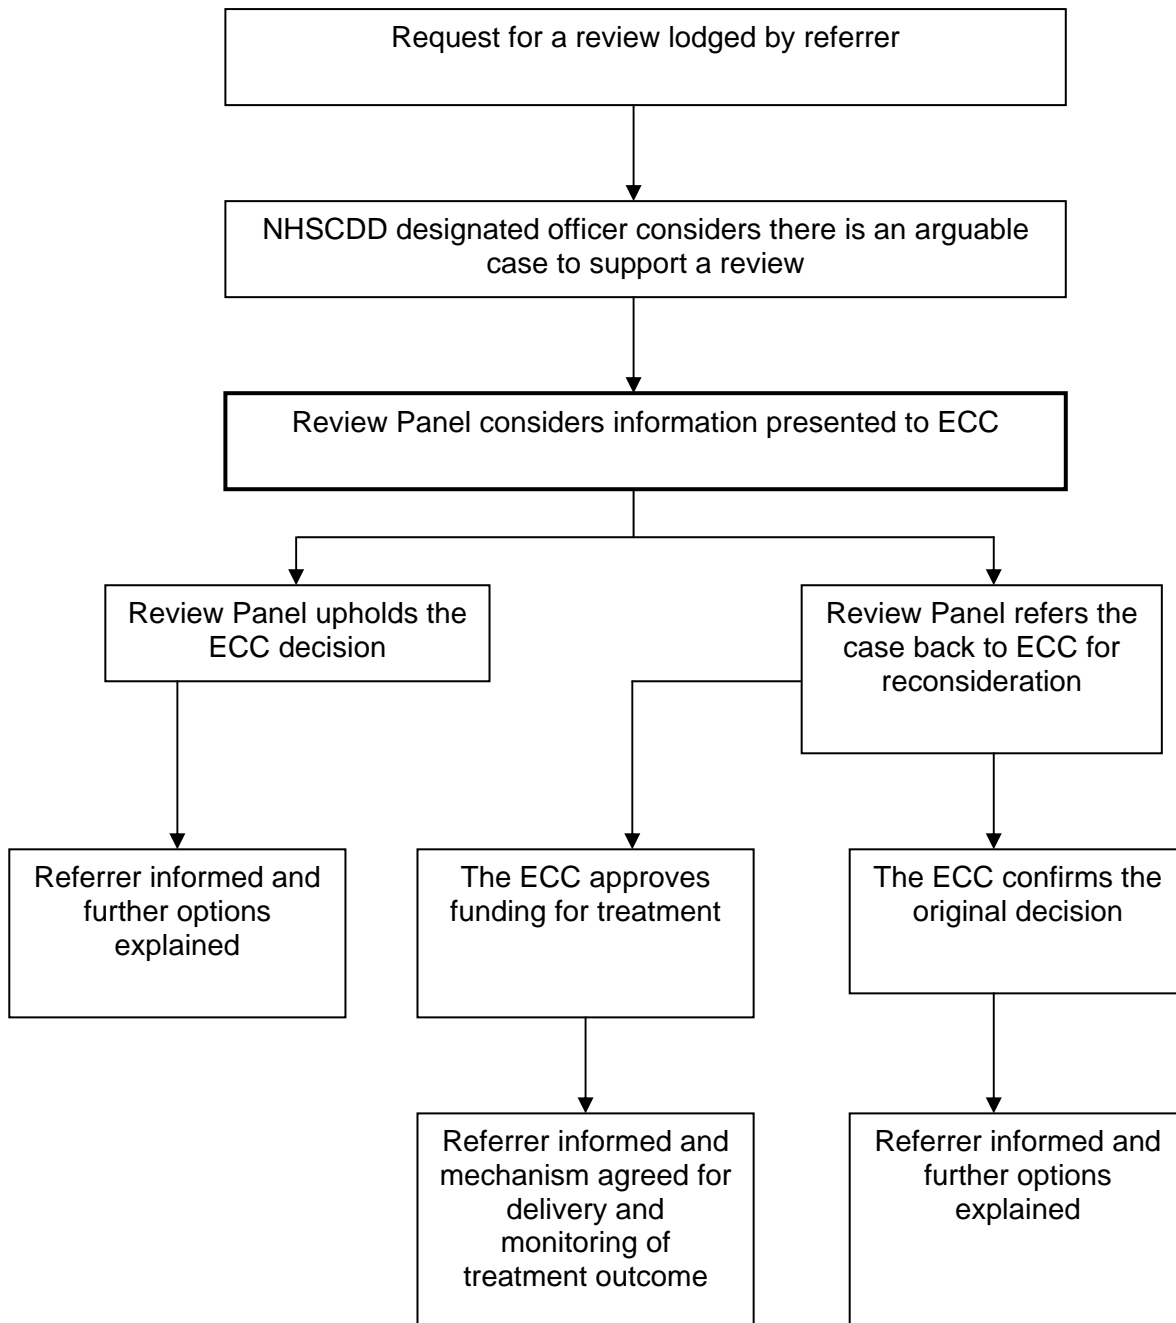 Request for a review lodged by referrer
NHSCDD designated officer considers there is an arguable
case to support a review
Review Panel considers information presented to ECC
Review Panel upholds the
ECC decision
Review Panel refers the
case back to ECC for
reconsideration
Referrer informed and
further options
explained
The ECC approves
funding for treatment
The ECC confirms the
original decision
Referrer informed and
mechanism agreed for
delivery and
monitoring of
treatment outcome
Referrer informed and
further options
explained